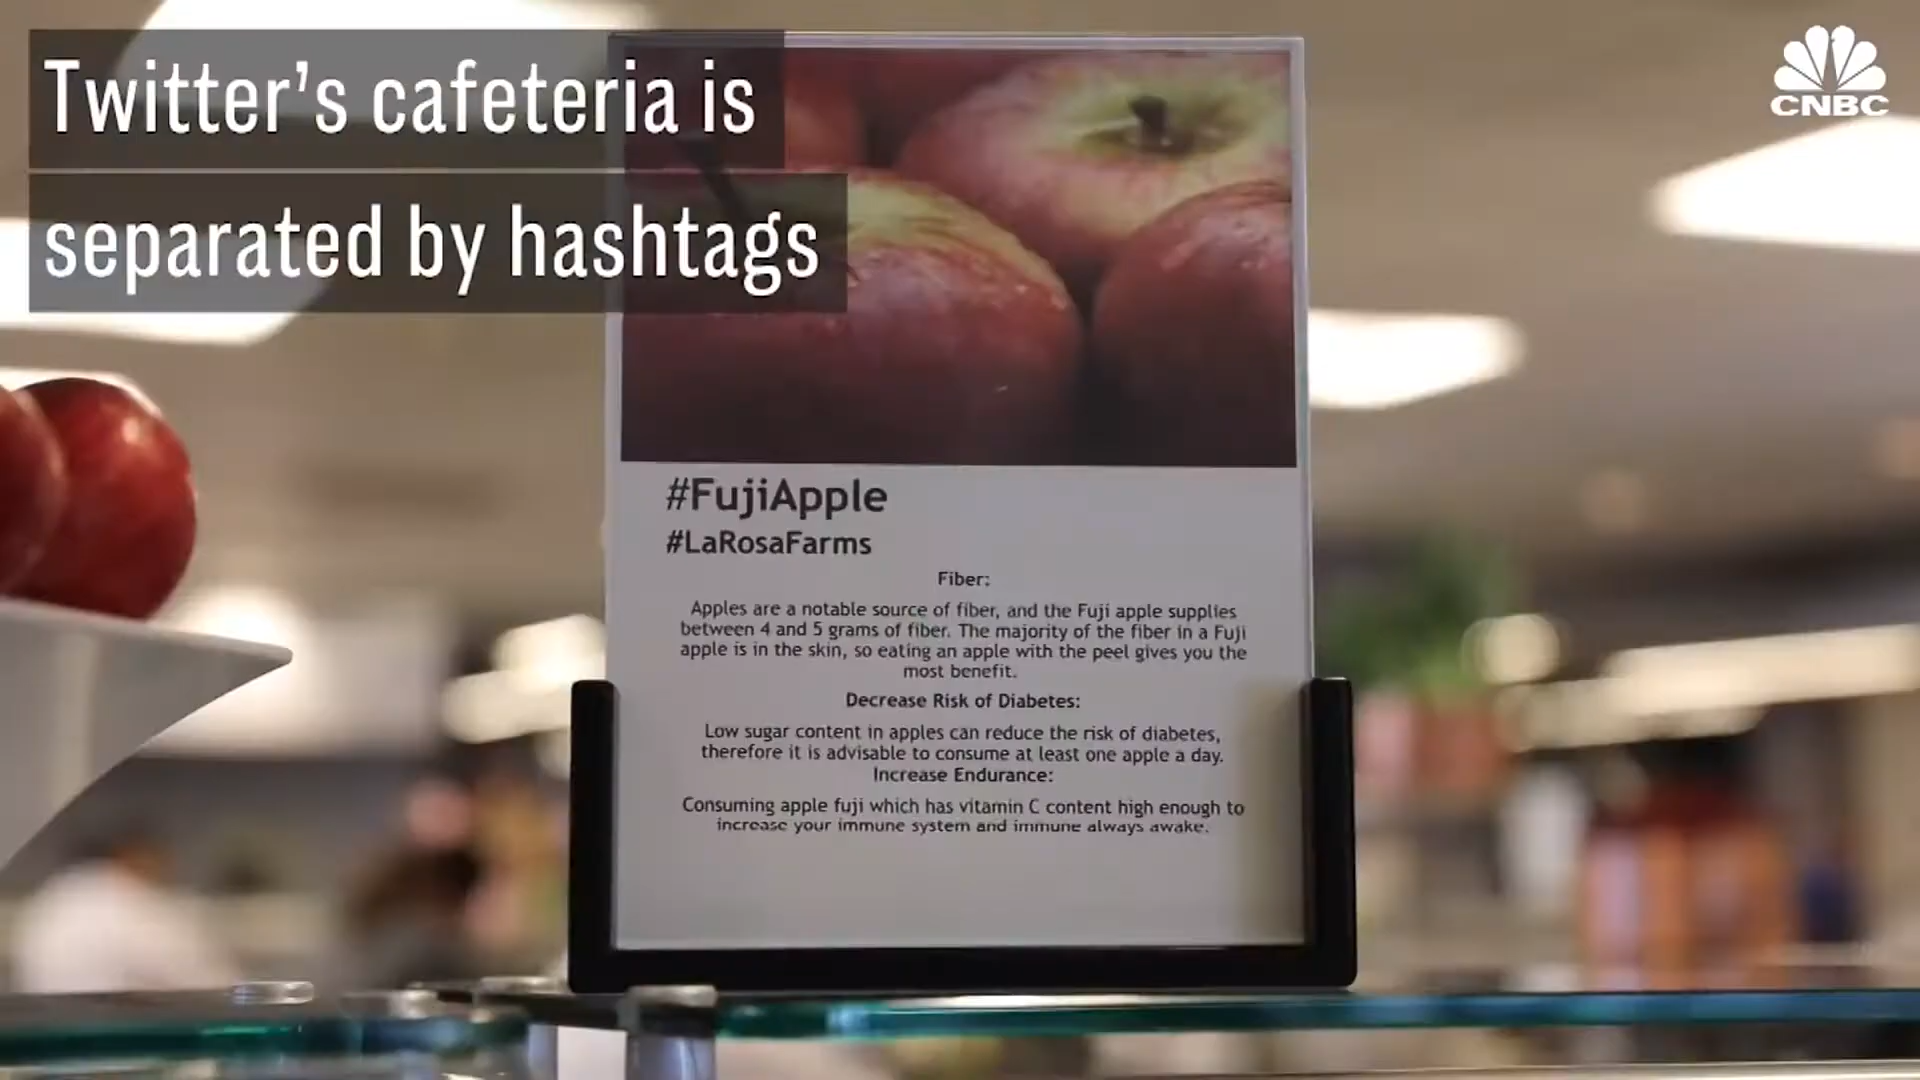 Twitter’s cafeteria is
separated by hashtags
CNBC
#FujiApple
#LaRosaFarms
Fiber:
Apples are a notable source of fiber, and the Fuji apple supplies
between 4 and 5 grams of fiber. The majority of the fiber in a Fuji
apple is in the skin, so eating an apple with the peel gives you the
most benefit.
Decrease Risk of Diabetes:
Low sugar content in apples can reduce the risk of diabetes,
therefore it is advisable to consume at least one apple a day.
Increase Endurance:
Consuming apple fuji which has vitamin C content high enough to
increase your immune system and immune always awake.